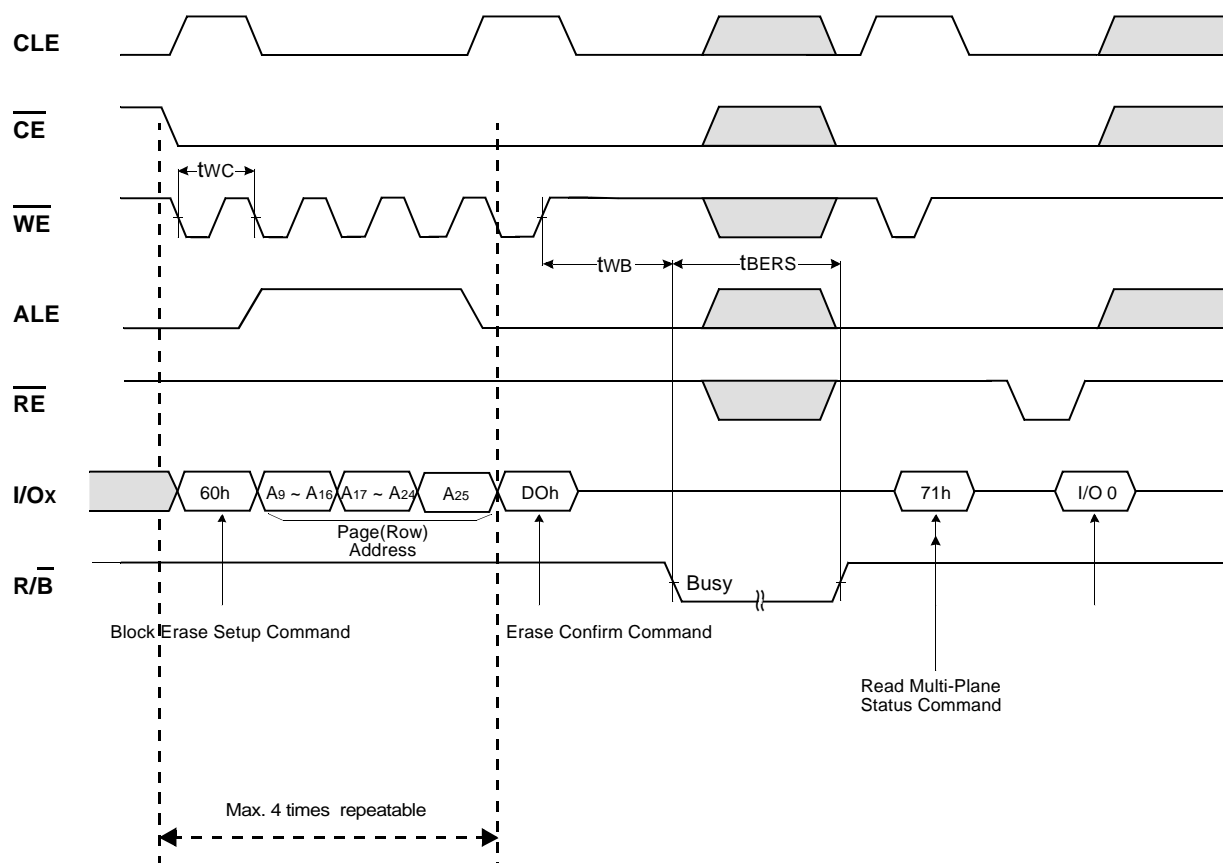 CLE
CE
tWC
WE
tWB
tBERS
ALE
RE
I/Ox
60h
A9 ~ A16
A17 ~ A24
A25
DOh
71h
I/O 0
Page(Row)
Address
R/B
Busy
Block Erase Setup Command
Erase Confirm Command
Read Multi-Plane
Status Command
Max. 4 times repeatable